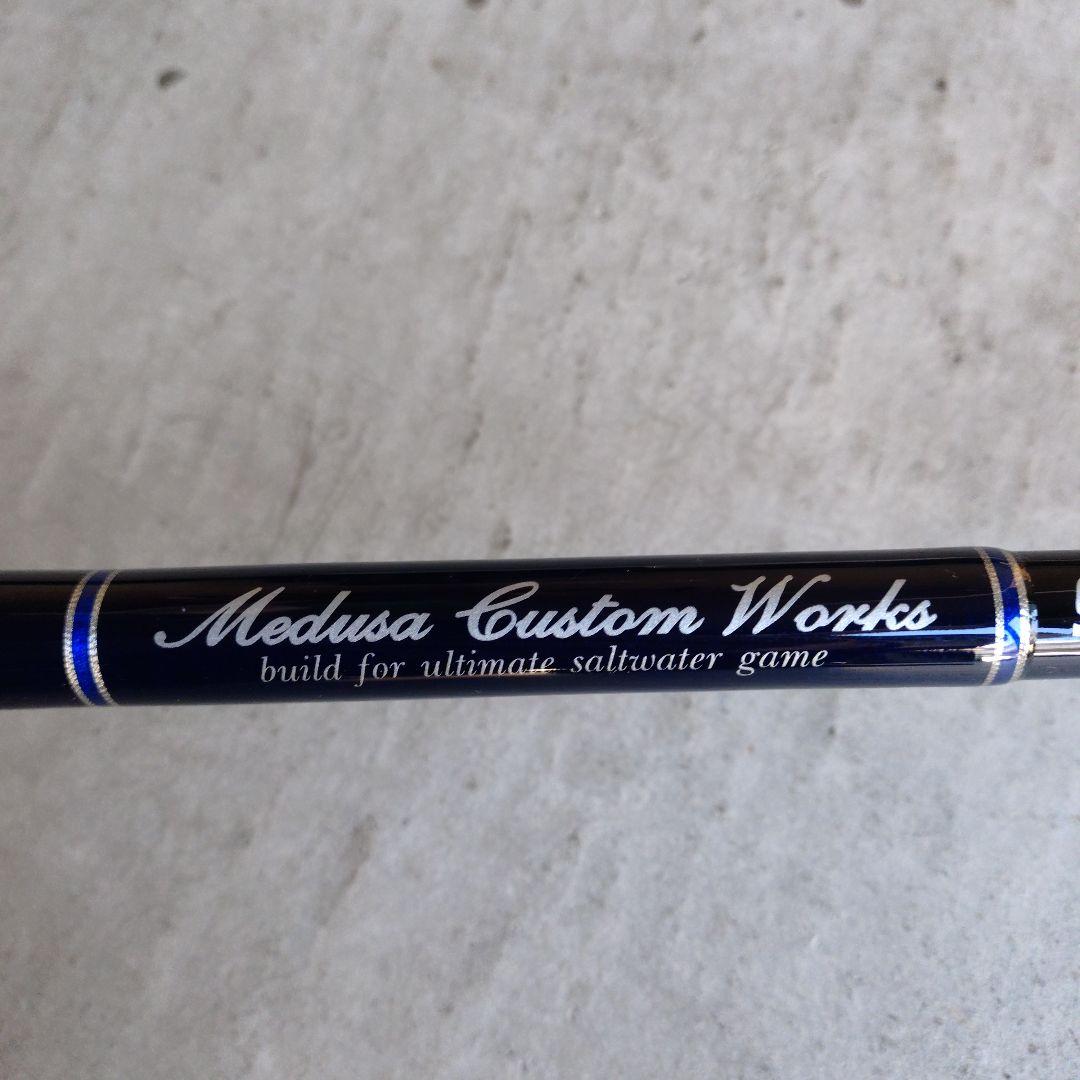 Medusa Custom Works
build for ultimate saltwater game